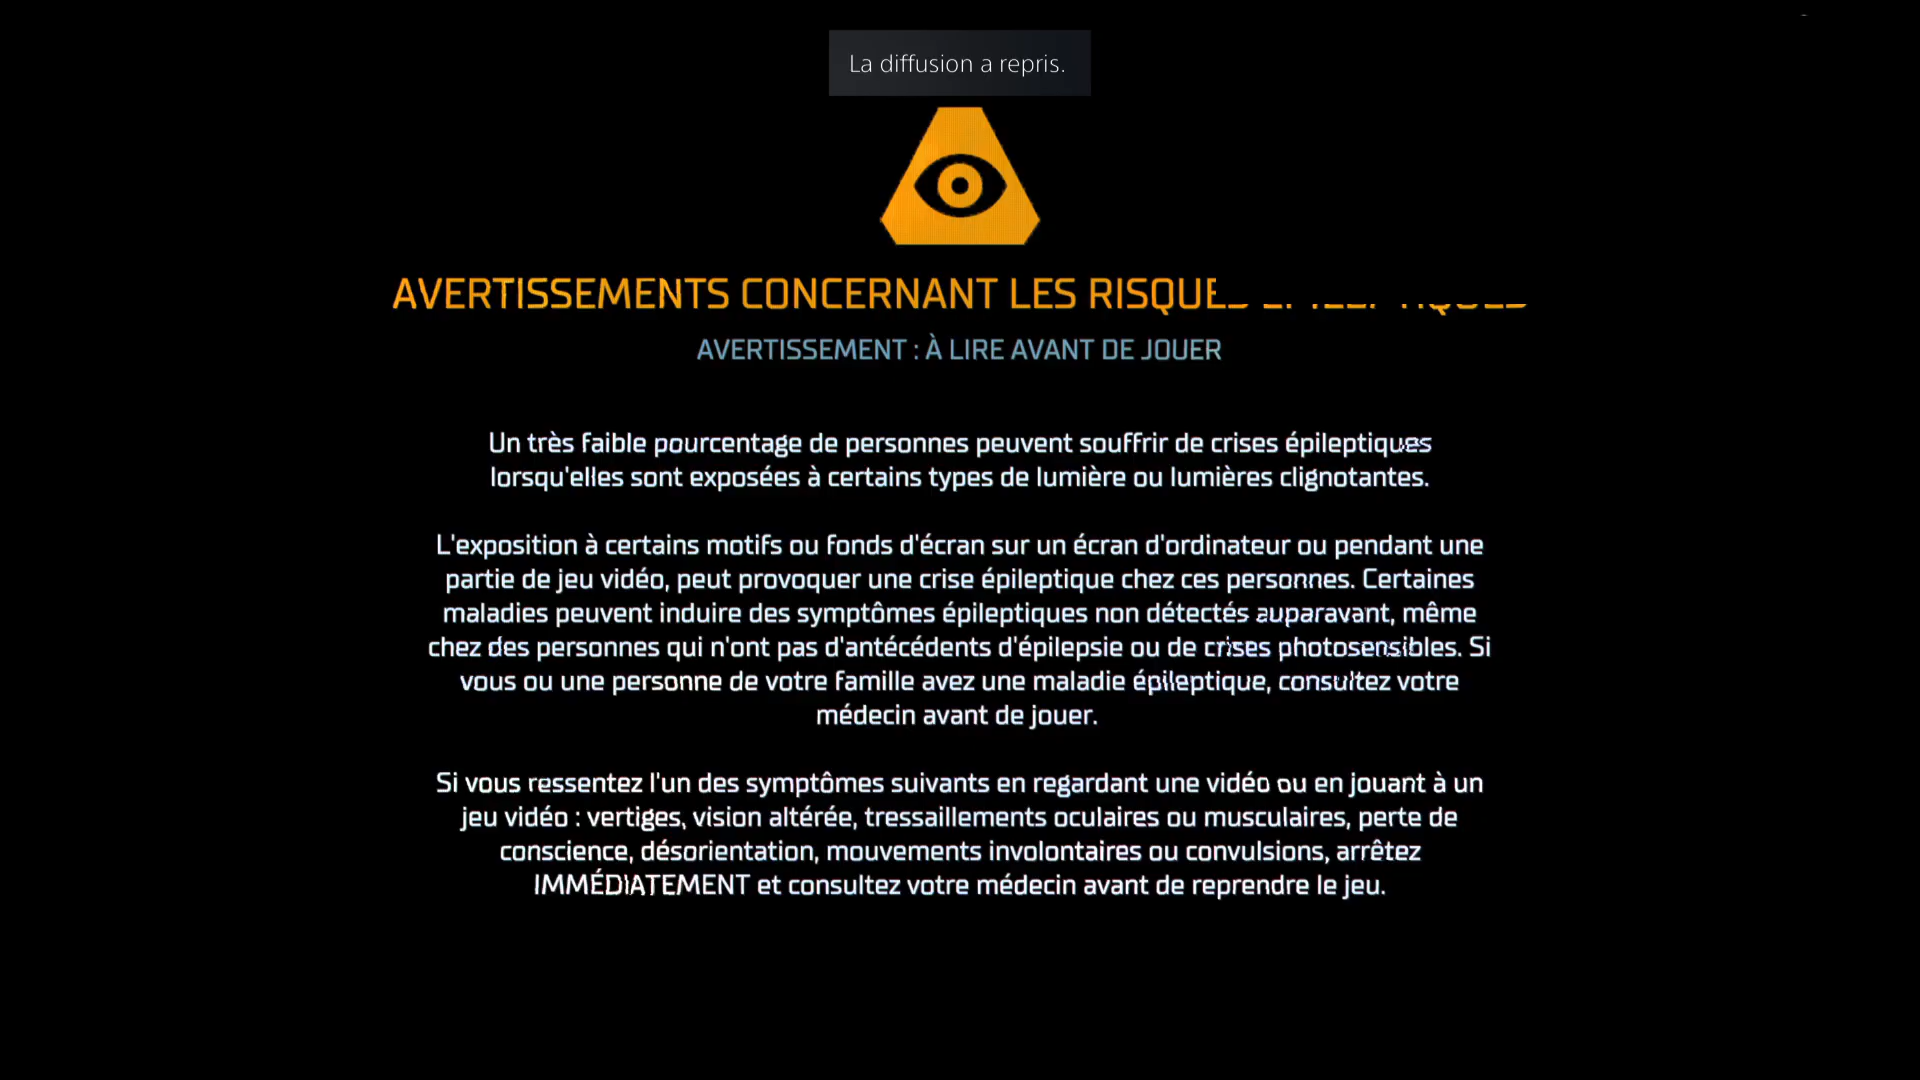 La diffusion a repris.
AVERTISSEMENTS CONCERNANT LES RISQUES ÉPILEPTIQUES
AVERTISSEMENT : À LIRE AVANT DE JOUER
Un très faible pourcentage de personnes peuvent souffrir de crises épileptiques
lorsqu'elles sont exposées à certains types de lumière ou lumières clignotantes.
L'exposition à certains motifs ou fonds d'écran sur un écran d'ordinateur ou pendant une
partie de jeu vidéo, peut provoquer une crise épileptique chez ces personnes. Certaines
maladies peuvent induire des symptômes épileptiques non détectés auparavant, même
chez des personnes qui n'ont pas d'antécédents d'épilepsie ou de crises photosensibles. Si
vous ou une personne de votre famille avez une maladie épileptique, consultez votre
médecin avant de jouer.
Si vous ressentez l'un des symptômes suivants en regardant une vidéo ou en jouant à un
jeu vidéo : vertiges, vision altérée, tressaillements oculaires ou musculaires, perte de
conscience, désorientation, mouvements involontaires ou convulsions, arrêtez
IMMÉDIATEMENT et consultez votre médecin avant de reprendre le jeu.